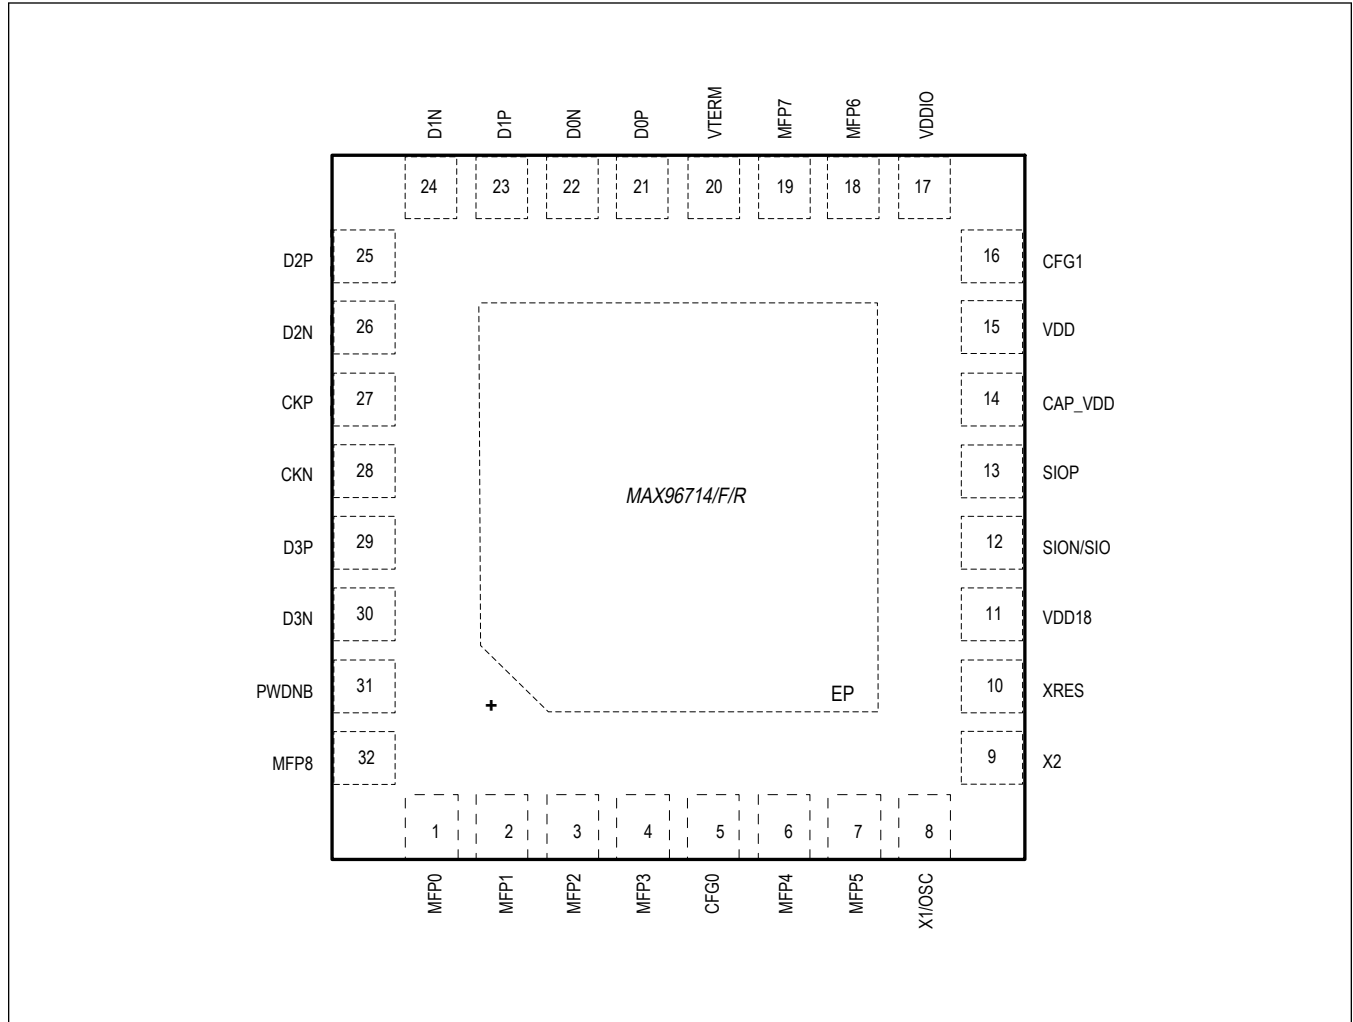 D1N D1P D0N D0P VTERM MFP7 MFP6 VDDIO
24 23 22 21 20 19 18 17
D2P 25 16 CFG1
D2N 26 15 VDD
CKP 27 14 CAP_VDD
CKN 28 13 SIOP
MAX96714/F/R
D3P 29 12 SION/SIO
D3N 30 11 VDD18
PWDNB 31 EP 10 XRES
+
MFP8 32 9 X2
1 2 3 4 5 6 7 8
MFP0 MFP1 MFP2 MFP3 CFG0 MFP4 MFP5 X1/OSC